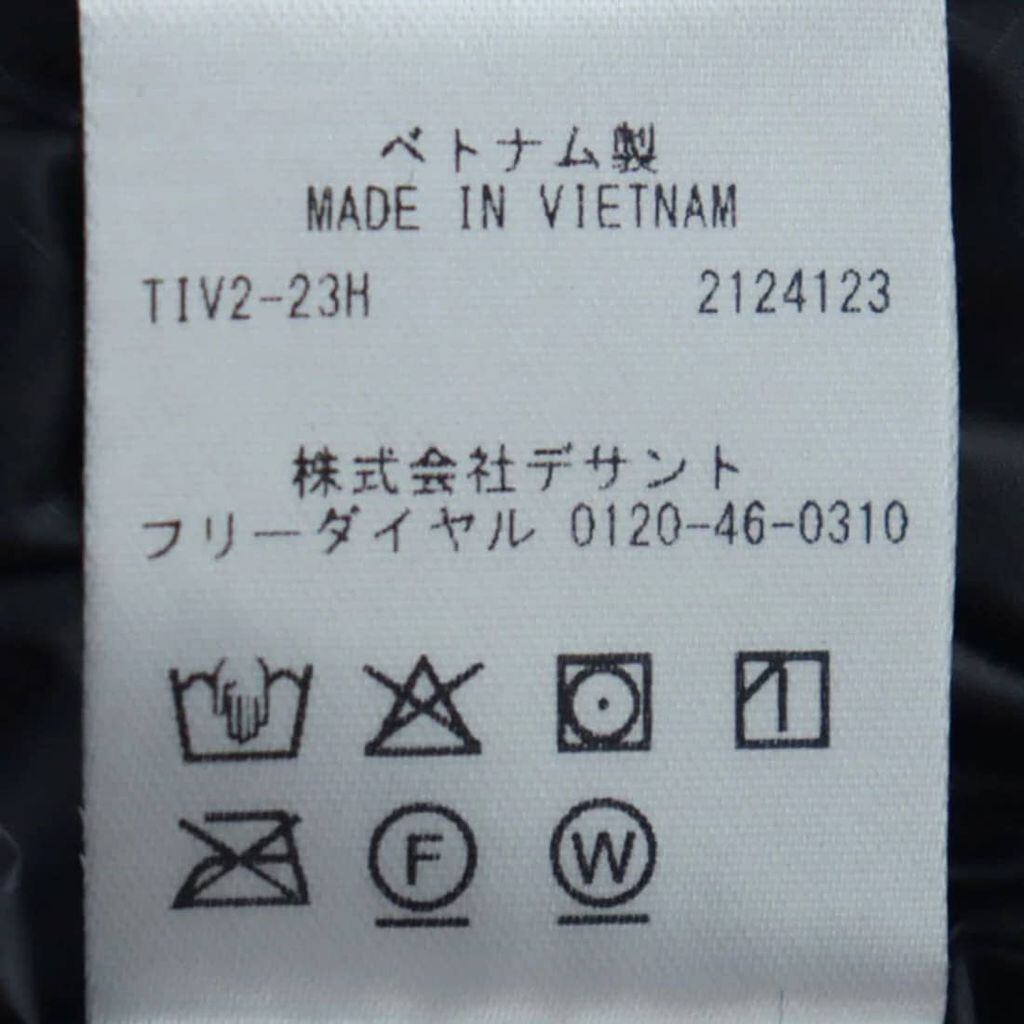 ベトナム製
MADE IN VIETNAM
TIV2-23H 2124123
株式会社デサント
フリーダイヤル 0120-46-0310
F W